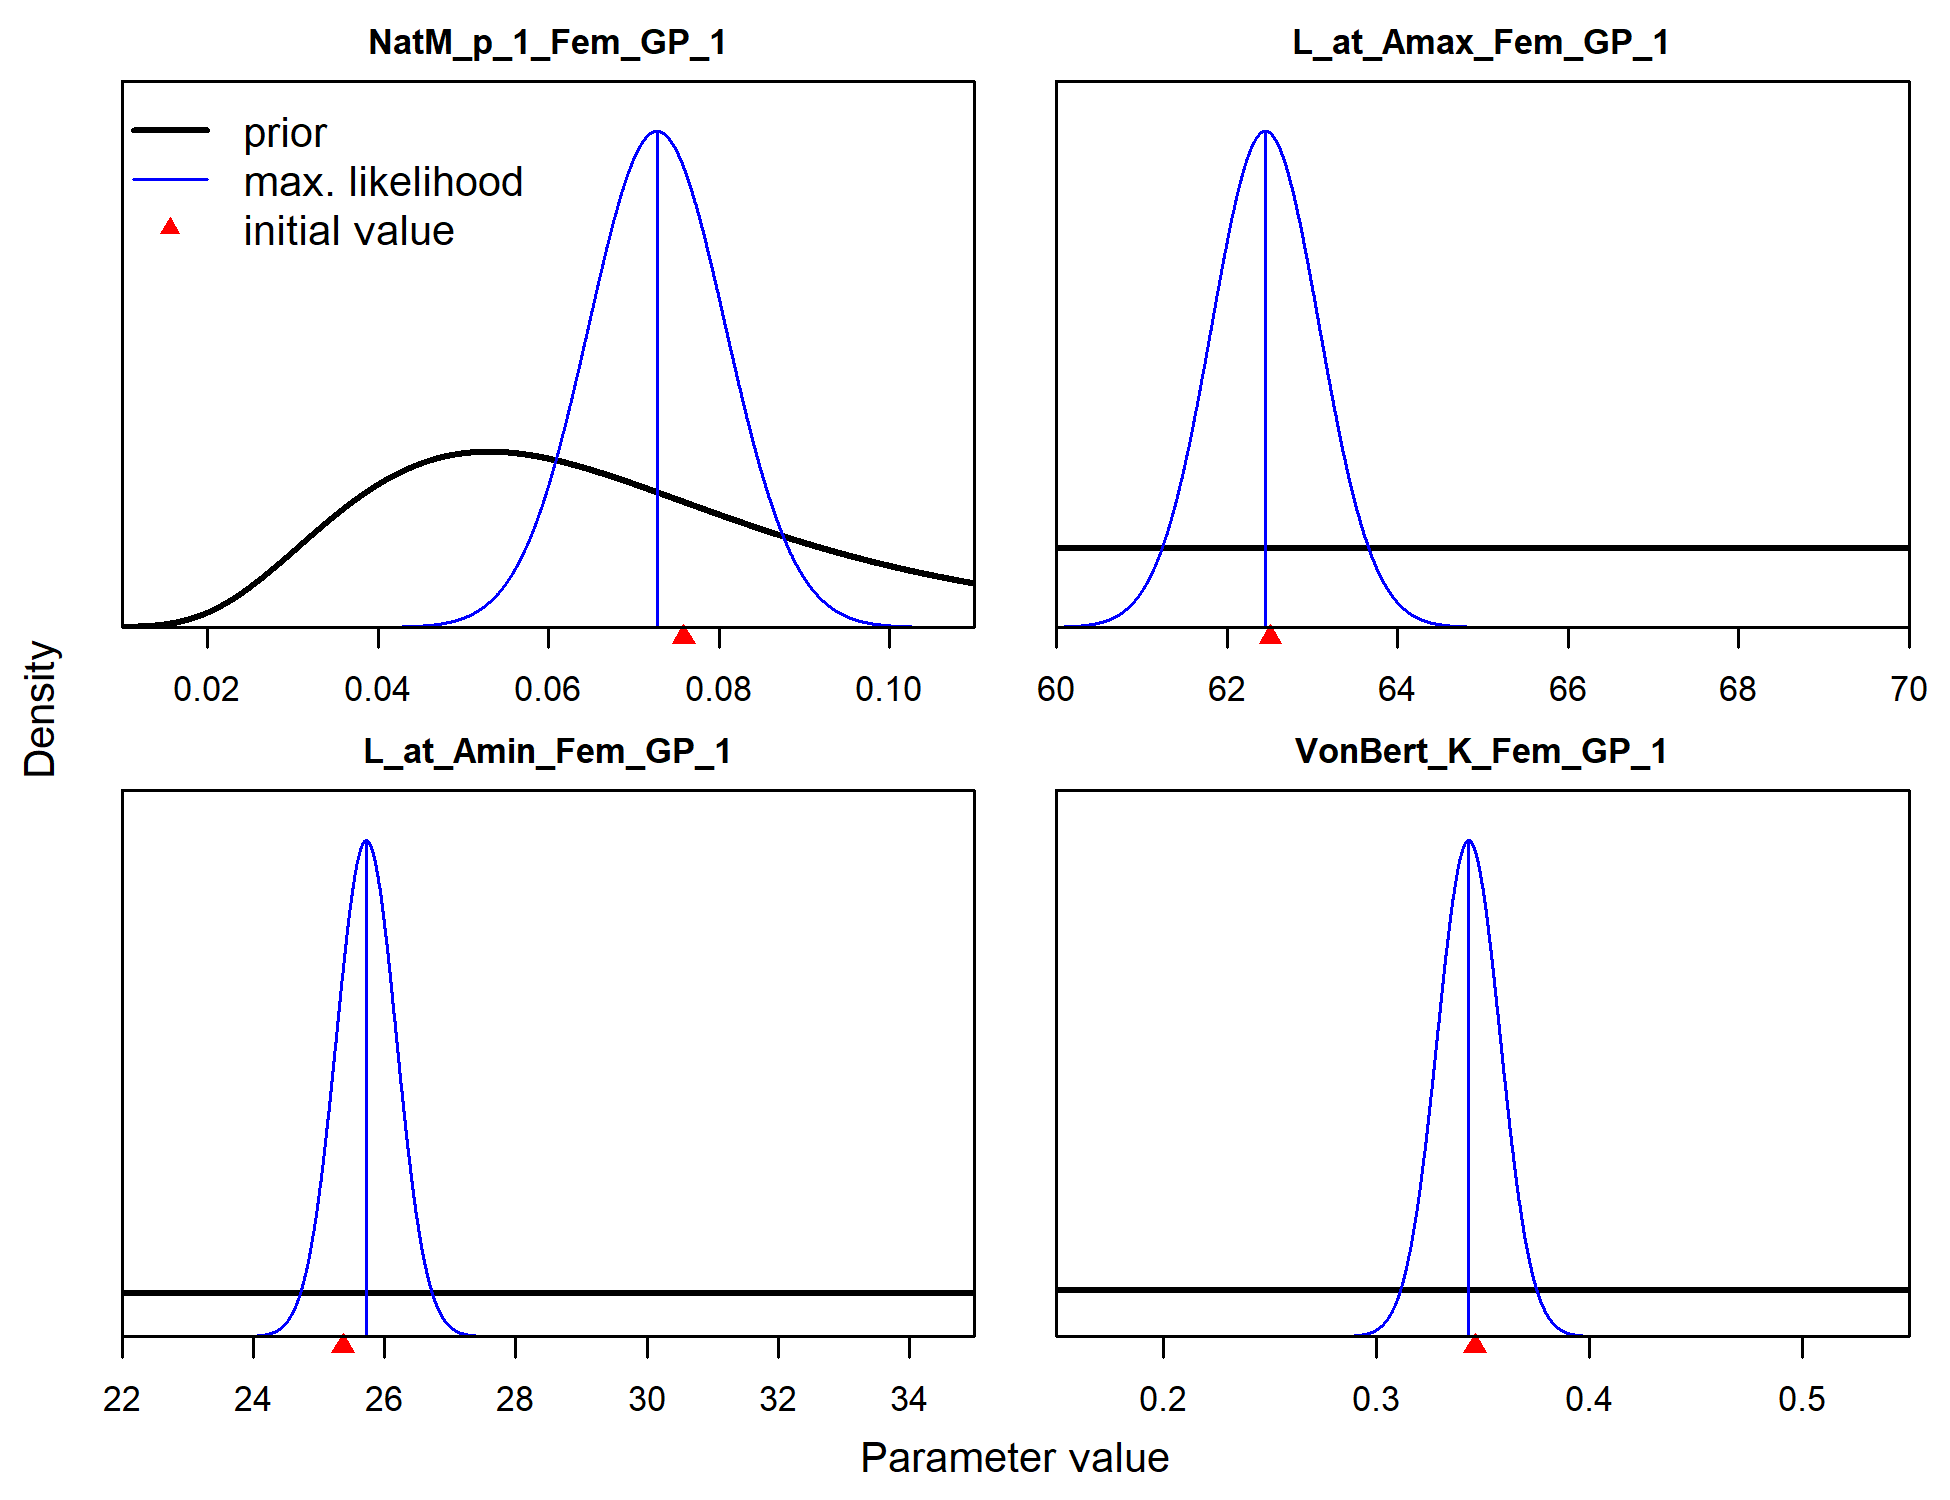 NatM_p_1_Fem_GP_1
prior
max. likelihood
initial value
0.02 0.04 0.06 0.08 0.10
L_at_Amax_Fem_GP_1
60 62 64 66 68 70
Density
L_at_Amin_Fem_GP_1
22 24 26 28 30 32 34
VonBert_K_Fem_GP_1
0.2 0.3 0.4 0.5
Parameter value